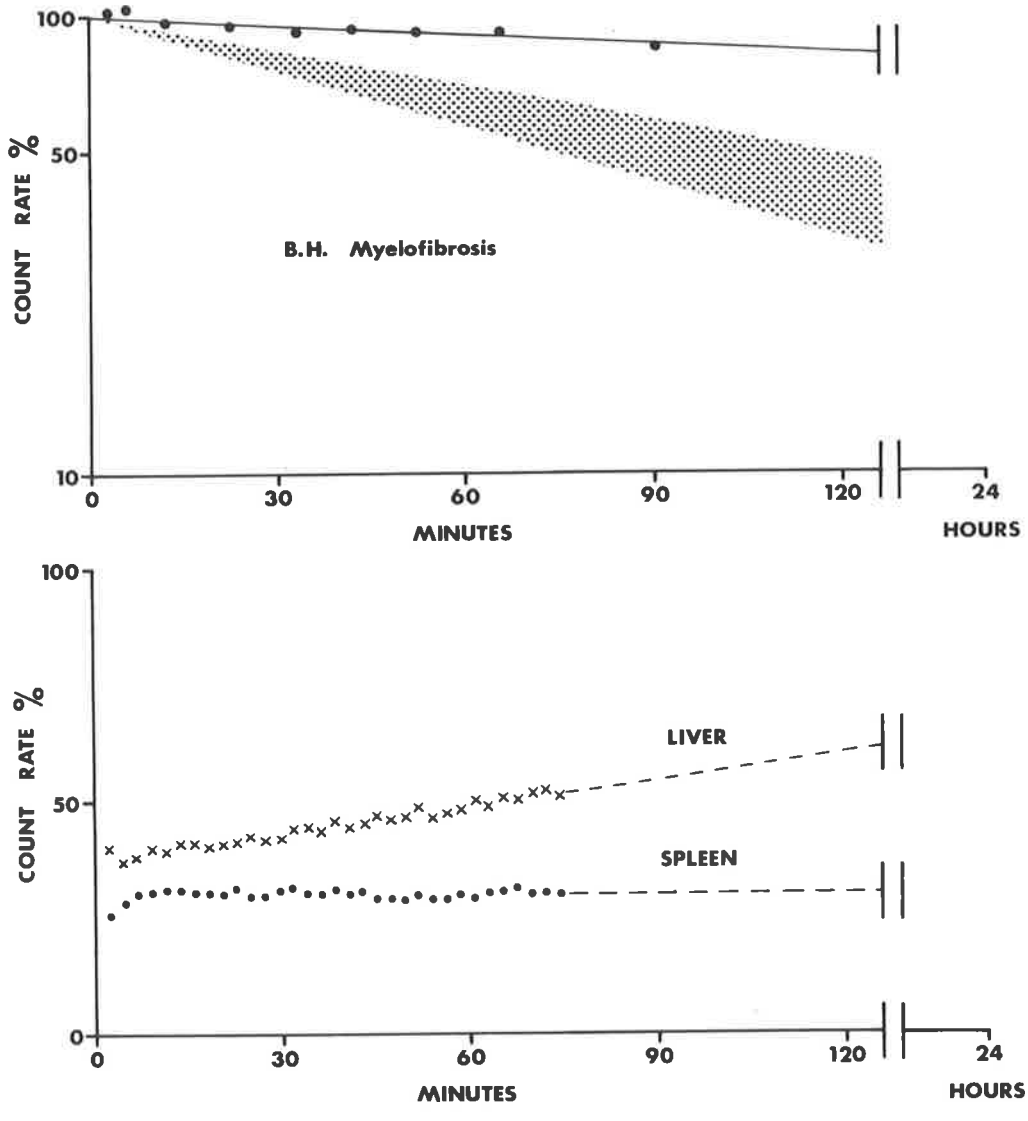 100
50
COUNT RATE %
B.H. Myelofibrosis
10
0 30 60 90 120 24
MINUTES HOURS
100
COUNT RATE %
LIVER
50
SPLEEN
0
0 30 60 90 120 24
MINUTES HOURS